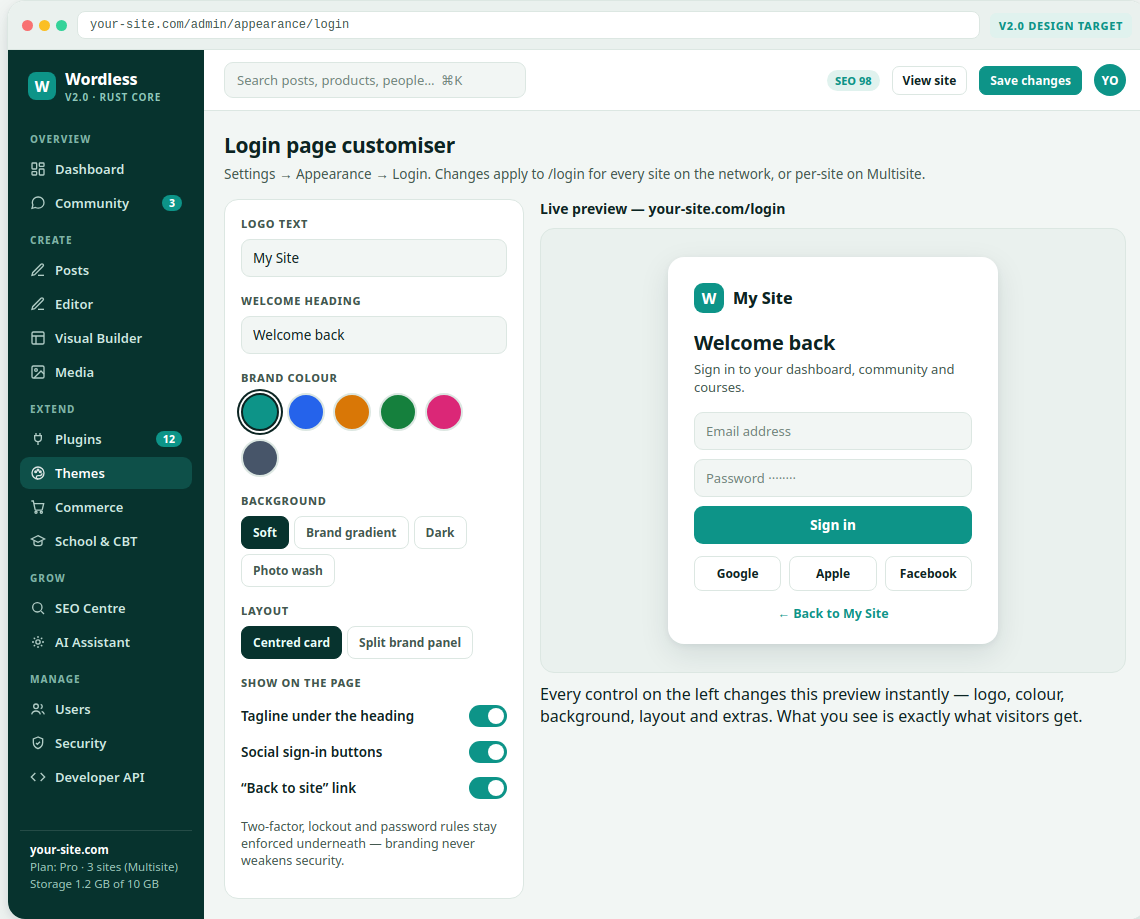 your-site.com/admin/appearance/login
V2.0 DESIGN TARGET
W
Wordless
V2.0 · RUST CORE
OVERVIEW
Dashboard
Community 3
CREATE
Posts
Editor
Visual Builder
Media
EXTEND
Plugins 12
Themes
Commerce
School & CBT
GROW
SEO Centre
AI Assistant
MANAGE
Users
Security
Developer API
your-site.com
Plan: Pro · 3 sites (Multisite)
Storage 1.2 GB of 10 GB
Search posts, products, people... ⌘K
SEO 98
View site
Save changes
YO
Login page customiser
Settings → Appearance → Login. Changes apply to /login for every site on the network, or per-site on Multisite.
LOGO TEXT
My Site
WELCOME HEADING
Welcome back
BRAND COLOUR
BACKGROUND
Soft Brand gradient Dark
Photo wash
LAYOUT
Centred card Split brand panel
SHOW ON THE PAGE
Tagline under the heading
Social sign-in buttons
“Back to site” link
Two-factor, lockout and password rules stay
enforced underneath — branding never
weakens security.
Live preview — your-site.com/login
W My Site
Welcome back
Sign in to your dashboard, community and
courses.
Email address
Password ········
Sign in
Google Apple Facebook
← Back to My Site
Every control on the left changes this preview instantly — logo, colour,
background, layout and extras. What you see is exactly what visitors get.